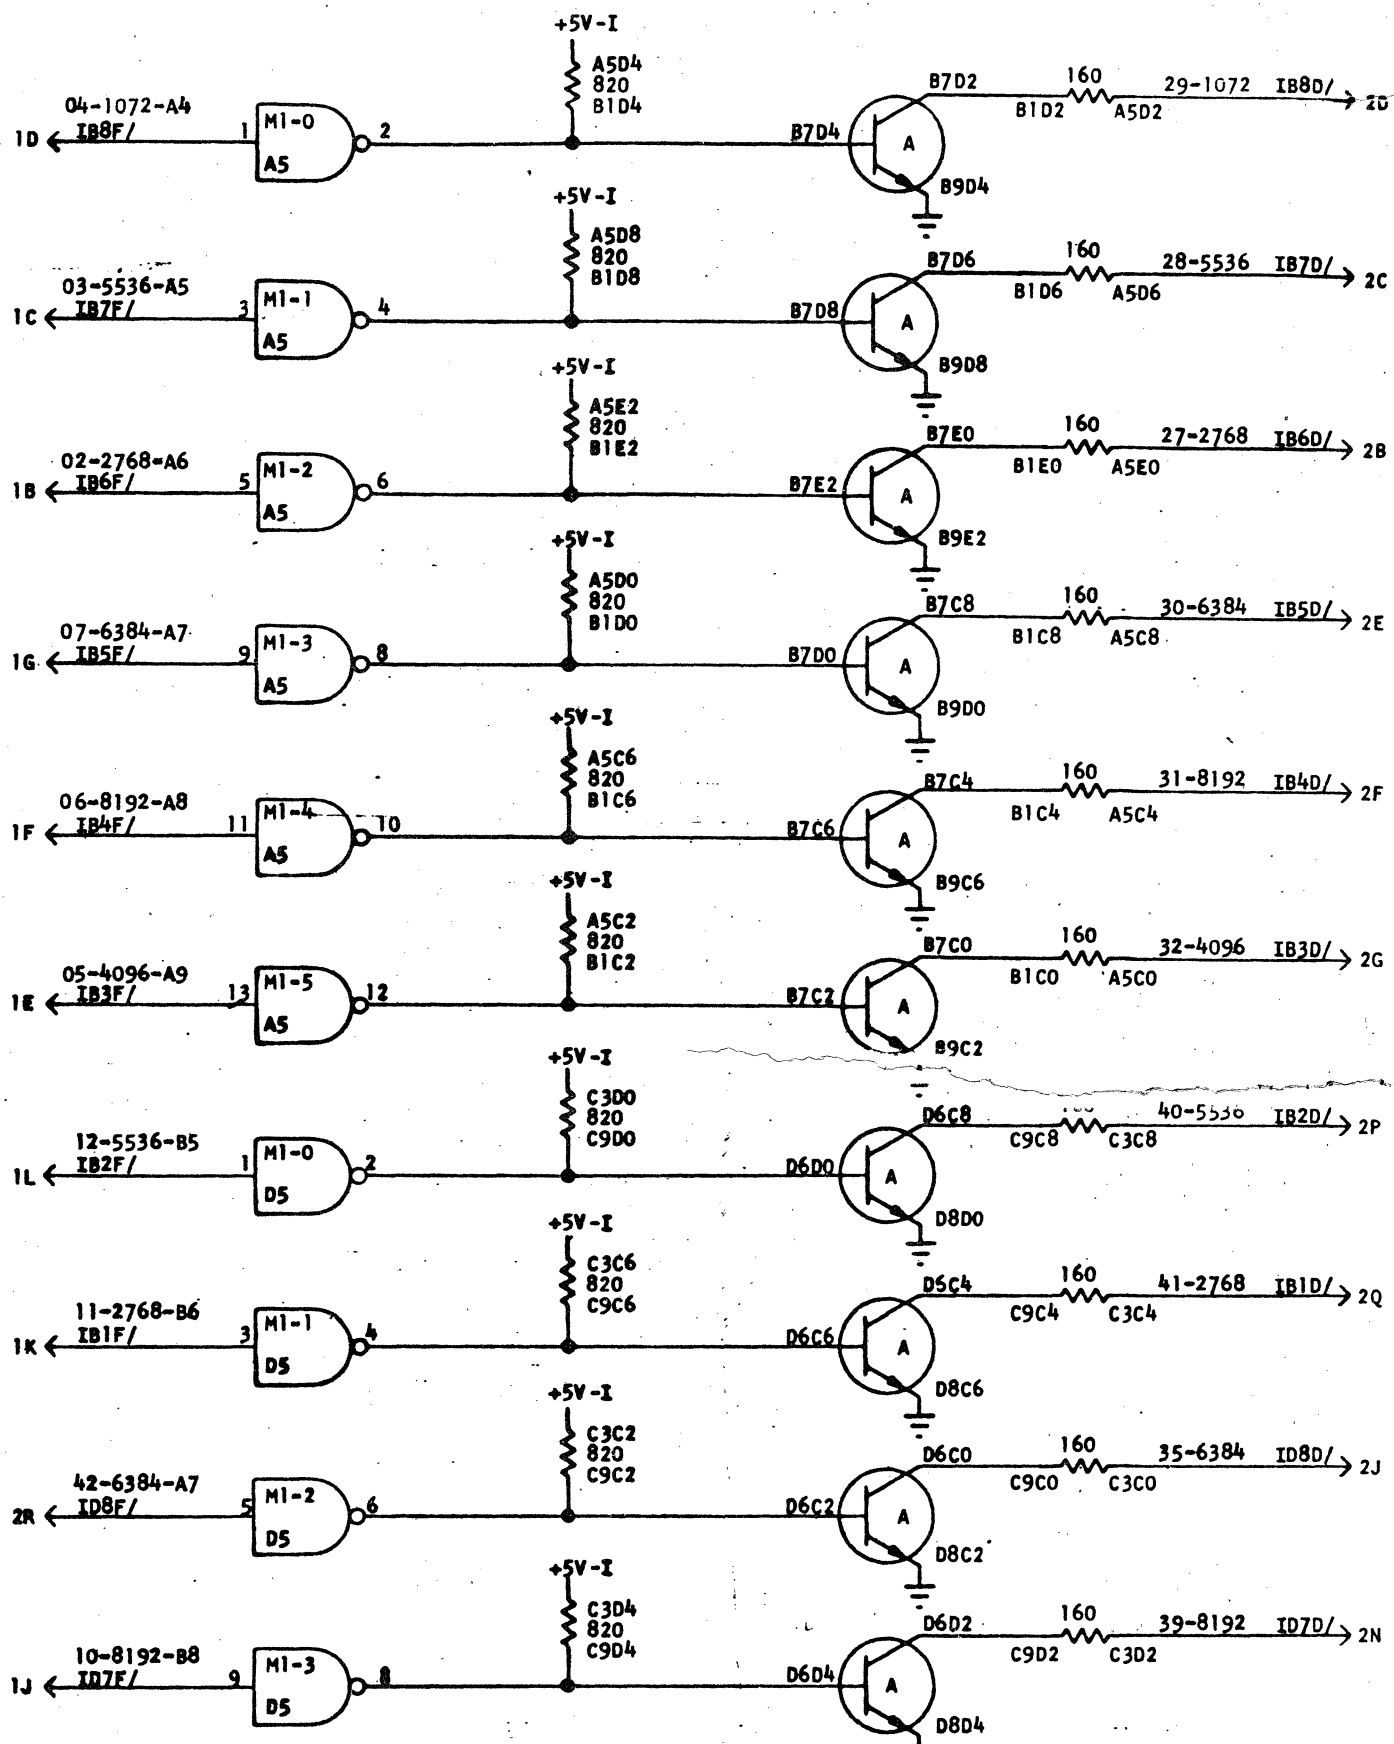 +5V-I
A5D4
820
B1D4
04-1072-A4
IB8F/
1D
1
M1-0
A5
2
B7D4
B7D2
A
B9D4
160
B1D2
A5D2
29-1072
IB8D/
2D
+5V-I
A5D8
820
B1D8
03-5536-A5
IB7F/
1C
3
M1-1
A5
4
B7D8
B7D6
A
B9D8
160
B1D6
A5D6
28-5536
IB7D/
2C
+5V-I
A5E2
820
B1E2
02-2768-A6
IB6F/
1B
5
M1-2
A5
6
B7E2
B7E0
A
B9E2
160
B1E0
A5E0
27-2768
IB6D/
2B
+5V-I
A5D0
820
B1D0
07-6384-A7
IB5F/
1G
9
M1-3
A5
8
B7D0
B7C8
A
B9D0
160
B1C8
A5C8
30-6384
IB5D/
2E
+5V-I
A5C6
820
B1C6
06-8192-A8
IB4F/
1F
11
M1-4
A5
10
B7C6
B7C4
A
B9C6
160
B1C4
A5C4
31-8192
IB4D/
2F
+5V-I
A5C2
820
B1C2
05-4096-A9
IB3F/
1E
13
M1-5
A5
12
B7C2
B7C0
A
B9C2
160
B1C0
A5C0
32-4096
IB3D/
2G
+5V-I
C3D0
820
C9D0
12-5536-B5
IB2F/
1L
1
M1-0
D5
2
D6D0
D6C8
A
D8D0
C9C8
C3C8
40-5536
IB2D/
2P
+5V-I
C3C6
820
C9C6
11-2768-B6
IB1F/
1K
3
M1-1
D5
4
D6C6
D5C4
A
D8C6
160
C9C4
C3C4
41-2768
IB1D/
2Q
+5V-I
C3C2
820
C9C2
42-6384-A7
ID8F/
2R
5
M1-2
D5
6
D6C2
D6C0
A
D8C2
160
C9C0
C3C0
35-6384
ID8D/
2J
+5V-I
C3D4
820
C9D4
10-8192-B8
ID7F/
1J
9
M1-3
D5
8
D6D4
D6D2
A
D8D4
160
C9D2
C3D2
39-8192
ID7D/
2N